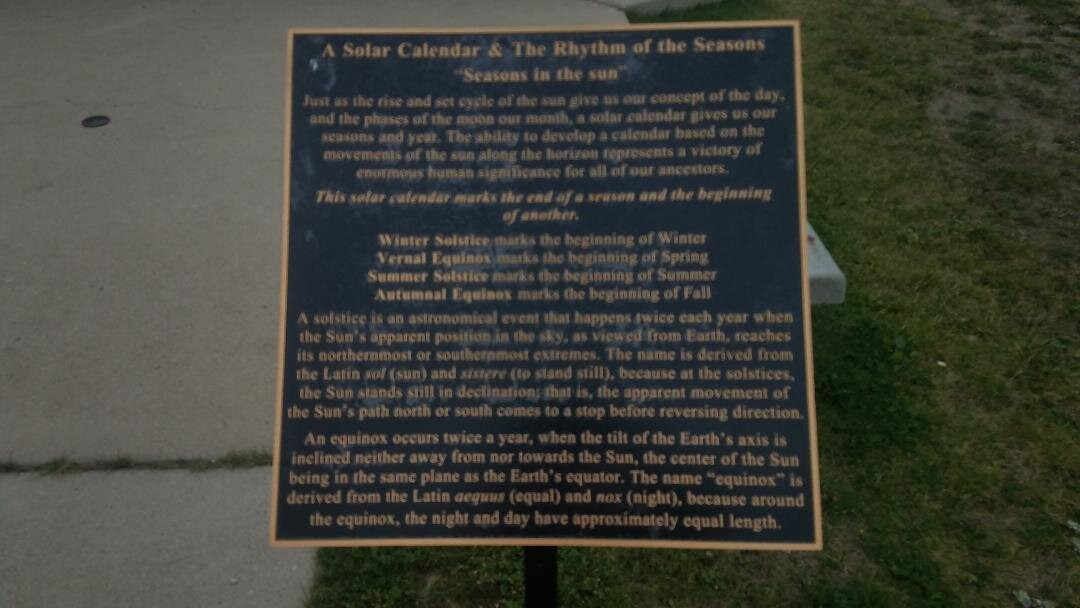 A Solar Calendar & The Rhythm of the Seasons
"Seasons in the sun"
Just as the rise and set cycle of the sun give us our concept of the day,
and the phases of the moon our month, a solar calendar gives us our
seasons and year. The ability to develop a calendar based on the
movements of the sun along the horizon represents a victory of
enormous human significance for all of our ancestors.
This solar calendar marks the end of a season and the beginning
of another.
Winter Solstice marks the beginning of Winter
Vernal Equinox marks the beginning of Spring
Summer Solstice marks the beginning of Summer
Autumnal Equinox marks the beginning of Fall
A solstice is an astronomical event that happens twice each year when
the Sun's apparent position in the sky, as viewed from Earth, reaches
its northernmost or southernmost extremes. The name is derived from
the Latin sol (sun) and sistere (to stand still), because at the solstices,
the Sun stands still in declination; that is, the apparent movement of
the Sun's path north or south comes to a stop before reversing direction.
An equinox occurs twice a year, when the tilt of the Earth's axis is
inclined neither away from nor towards the Sun, the center of the Sun
being in the same plane as the Earth's equator. The name "equinox" is
derived from the Latin aequus (equal) and nox (night), because around
the equinox, the night and day have approximately equal length.